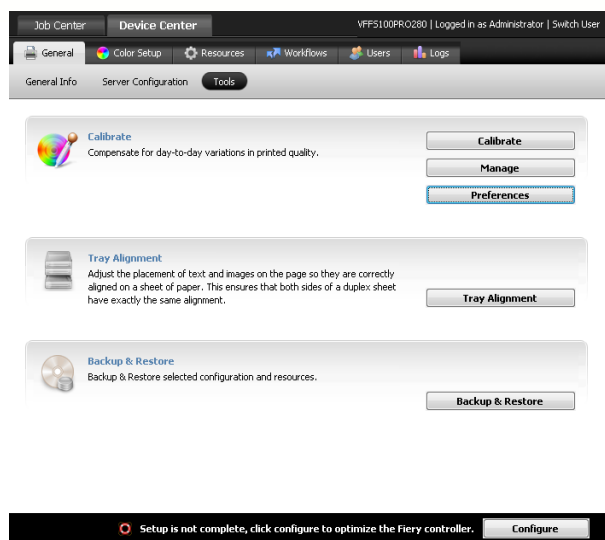 Job Center Device Center VFF5100PRO280 | Logged in as Administrator | Switch User
General Color Setup Resources Workflows Users Logs
General Info Server Configuration Tools
Calibrate
Compensate for day-to-day variations in printed quality.
Calibrate
Manage
Preferences
Tray Alignment
Adjust the placement of text and images on the page so they are correctly
aligned on a sheet of paper. This ensures that both sides of a duplex sheet
have exactly the same alignment.
Tray Alignment
Backup & Restore
Backup & Restore selected configuration and resources.
Backup & Restore
Setup is not complete, click configure to optimize the Fiery controller. Configure